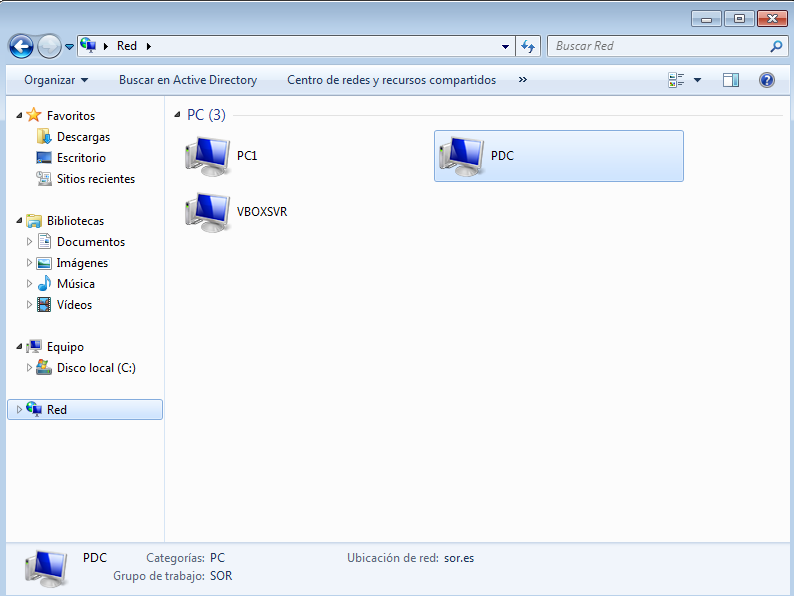 Red
Buscar Red
Organizar Buscar en Active Directory Centro de redes y recursos compartidos »
Favoritos
Descargas
Escritorio
Sitios recientes
Bibliotecas
Documentos
Imágenes
Música
Vídeos
Equipo
Disco local (C:)
Red
PC (3)
PC1 PDC
VBOXSVR
PDC Categorías: PC Ubicación de red: sor.es
Grupo de trabajo: SOR